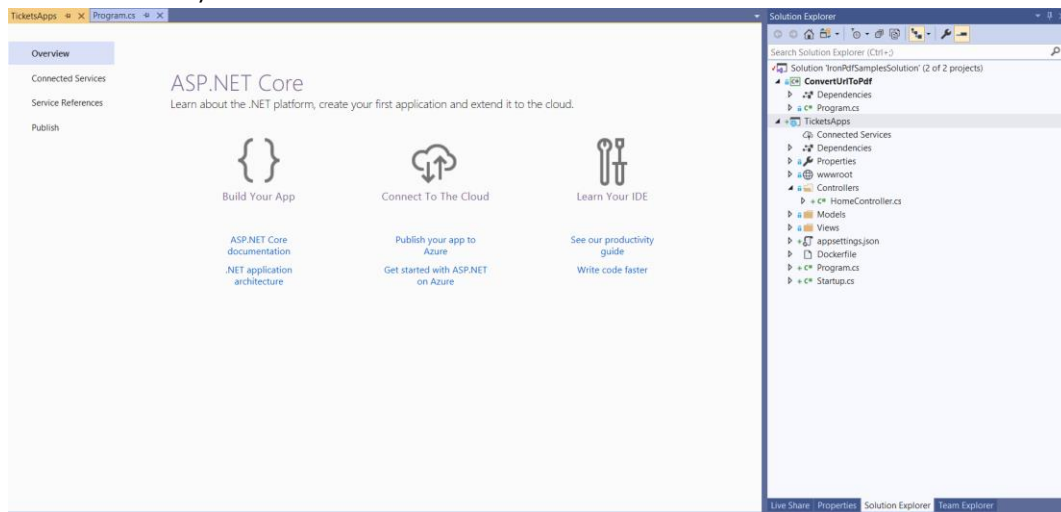 TicketsApps
Program.cs
Overview
Connected Services
Service References
Publish
ASP.NET Core
Learn about the .NET platform, create your first application and extend it to the cloud.
Build Your App
ASP.NET Core
documentation
.NET application
architecture
Connect To The Cloud
Publish your app to
Azure
Get started with ASP.NET
on Azure
Learn Your IDE
See our productivity
guide
Write code faster
Solution Explorer
Search Solution Explorer (Ctrl+;)
Solution 'IronPdfSamplesSolution' (2 of 2 projects)
ConvertUrlToPdf
Dependencies
C# Program.cs
TicketsApps
Connected Services
Dependencies
Properties
wwwroot
Controllers
C# HomeController.cs
Models
Views
appsettings.json
Dockerfile
C# Program.cs
C# Startup.cs
Live Share Properties Solution Explorer Team Explorer